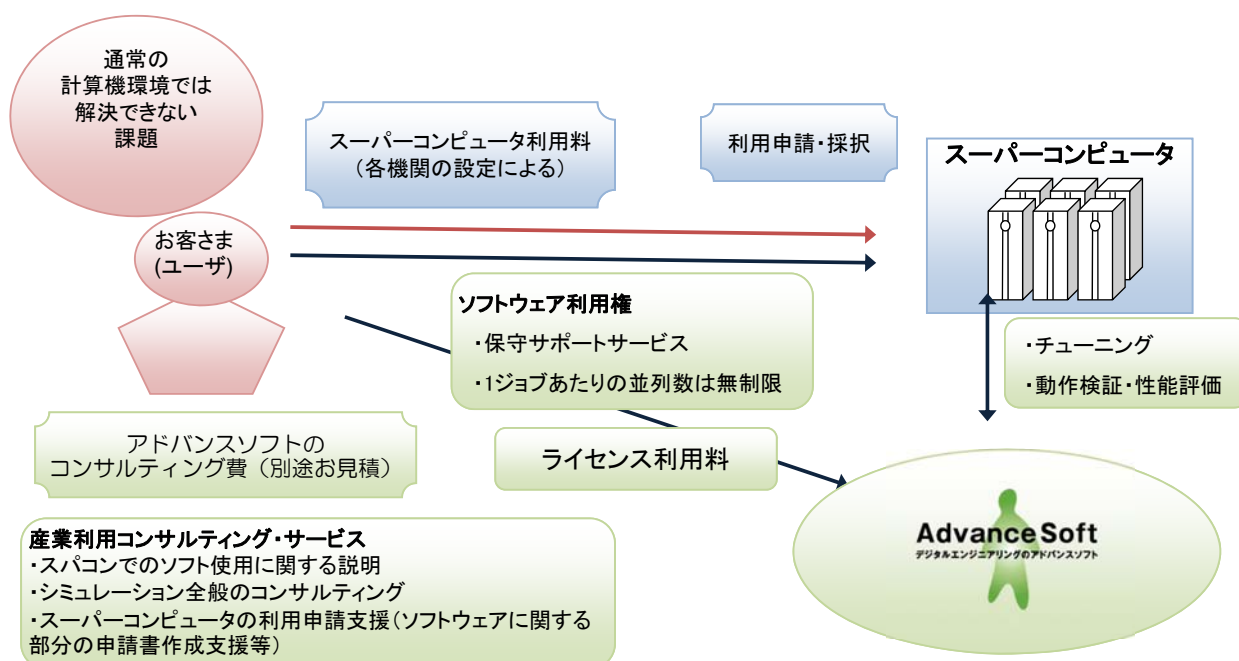 通常の
計算機環境では
解決できない
課題
スーパーコンピュータ利用料
（各機関の設定による）
利用申請・採択
スーパーコンピュータ
お客さま
(ユーザ)
ソフトウェア利用権
・保守サポートサービス
・1ジョブあたりの並列数は無制限
・チューニング
・動作検証・性能評価
アドバンスソフトの
コンサルティング費（別途お見積）
ライセンス利用料
AdvanceSoft
デジタルエンジニアリングのアドバンスソフト
産業利用コンサルティング・サービス
・スパコンでのソフト使用に関する説明
・シミュレーション全般のコンサルティング
・スーパーコンピュータの利用申請支援（ソフトウェアに関する
部分の申請書作成支援等）